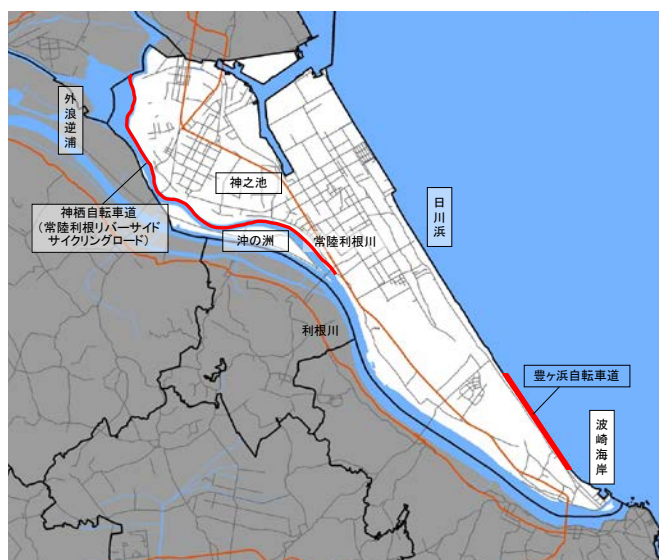 外浪逆浦
神栖自転車道
(常陸利根リバーサイド
サイクリングロード)
神之池
沖の洲
常陸利根川
利根川
日川浜
豊ヶ浜自転車道
波崎海岸